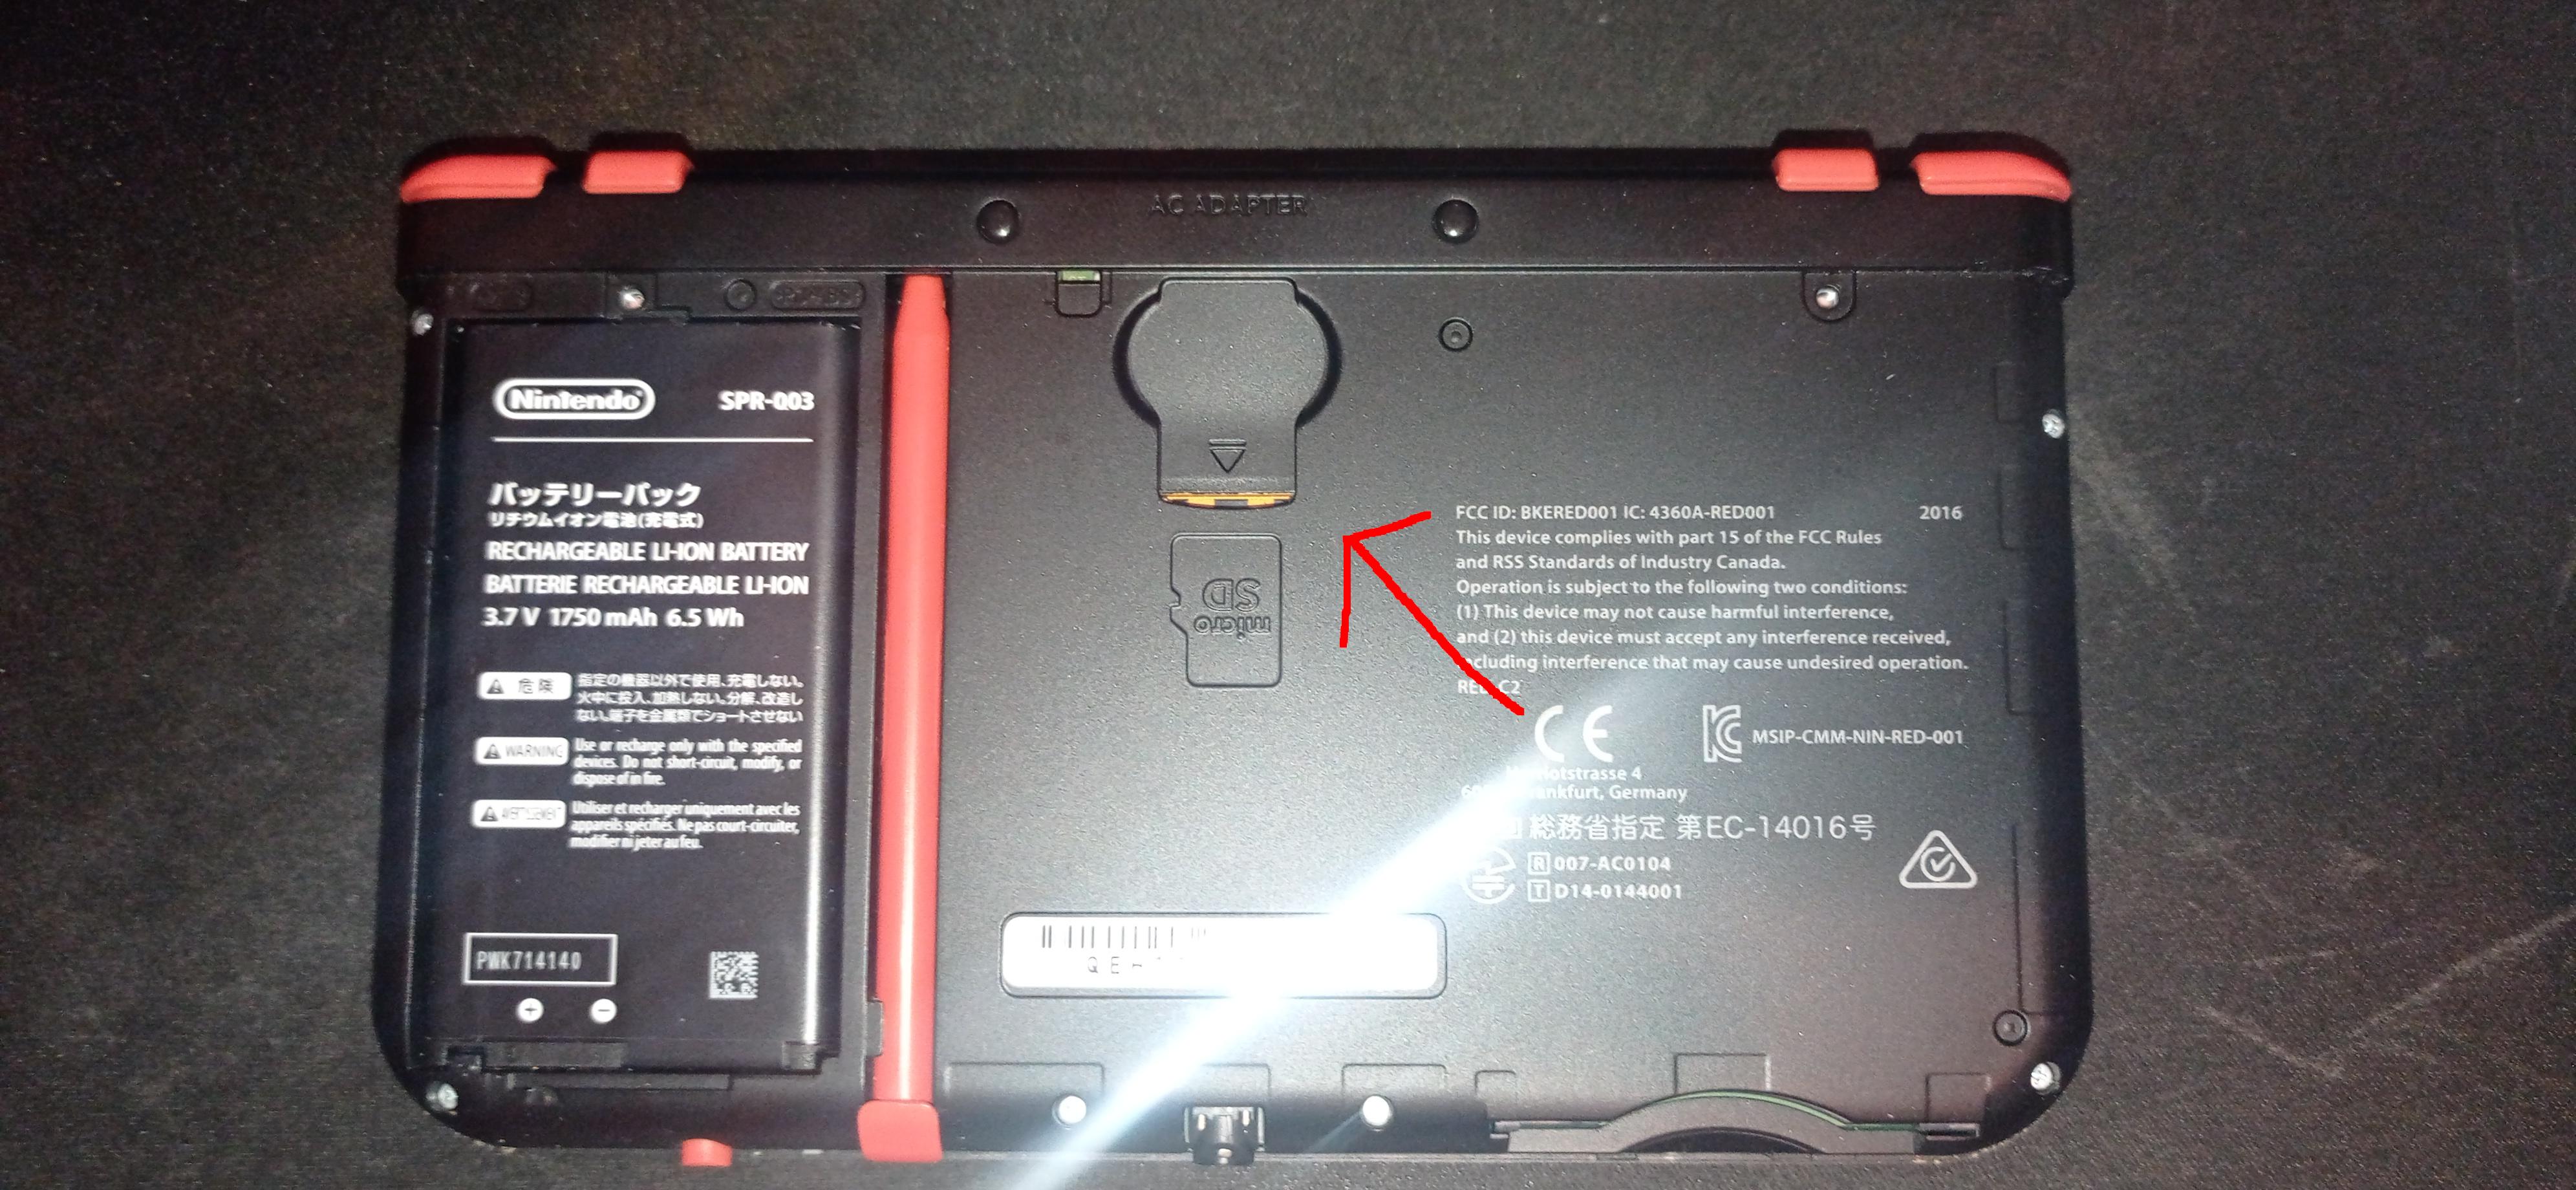 AC ADAPTER
Nintendo
SPR-003
バッテリーパック
リチウムイオン電池(充電式)
RECHARGEABLE LI-ION BATTERY
BATTERIE RECHARGEABLE LI-ION
3.7 V 1750 mAh 6.5 Wh
危険
指定の機器以外で使用、充電しない。
火中に投入、加熱しない。分解、改造し
ない。端子を金属類でショートさせない
WARNING
Use or recharge only with the specified
devices. Do not short-circuit, modify, or
dispose of in fire.
AVERTISSEMENT
Utiliser et recharger uniquement avec les
appareils spécifiés. Ne pas court-circuiter,
modifier ni jeter au feu.
PWK714140
+ −
micro
SD
FCC ID: BKERED001 IC: 4360A-RED001 2016
This device complies with part 15 of the FCC Rules
and RSS Standards of Industry Canada.
Operation is subject to the following two conditions:
(1) This device may not cause harmful interference,
and (2) this device must accept any interference received,
including interference that may cause undesired operation.
C2
CE
KC MSIP-CMM-NIN-RED-001
4
Germany
総務省指定 第EC-14016号
R 007-AC0104
T D14-0144001
Q E